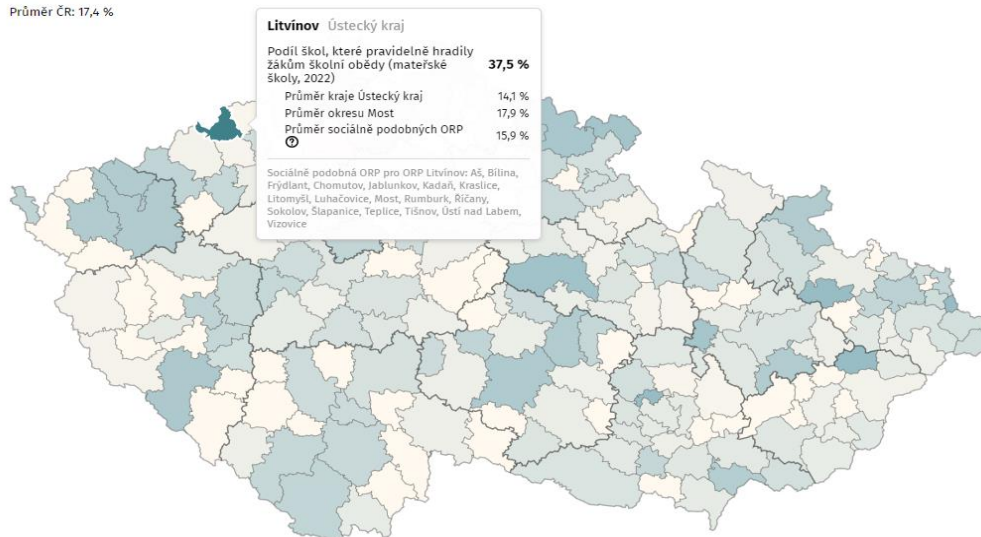 Průměr ČR: 17,4 %
Litvínov Ústecký kraj
Podíl škol, které pravidelně hradily
žákům školní obědy (mateřské 37,5 %
školy, 2022)
Průměr kraje Ústecký kraj 14,1 %
Průměr okresu Most 17,9 %
Průměr sociálně podobných ORP 15,9 %
?
Sociálně podobná ORP pro ORP Litvínov: Aš, Bílina,
Frýdlant, Chomutov, Jablunkov, Kadaň, Kraslice,
Litomyšl, Luhačovice, Most, Rumburk, Říčany,
Sokolov, Šlapanice, Teplice, Tišnov, Ústí nad Labem,
Vizovice